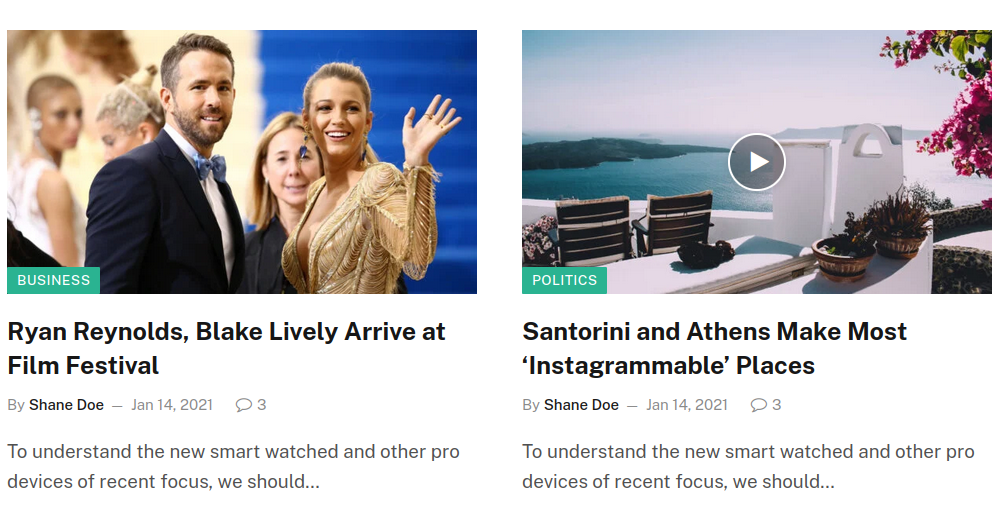 BUSINESS
Ryan Reynolds, Blake Lively Arrive at
Film Festival
By Shane Doe — Jan 14, 2021 3
To understand the new smart watched and other pro
devices of recent focus, we should...
POLITICS
Santorini and Athens Make Most
‘Instagrammable’ Places
By Shane Doe — Jan 14, 2021 3
To understand the new smart watched and other pro
devices of recent focus, we should...